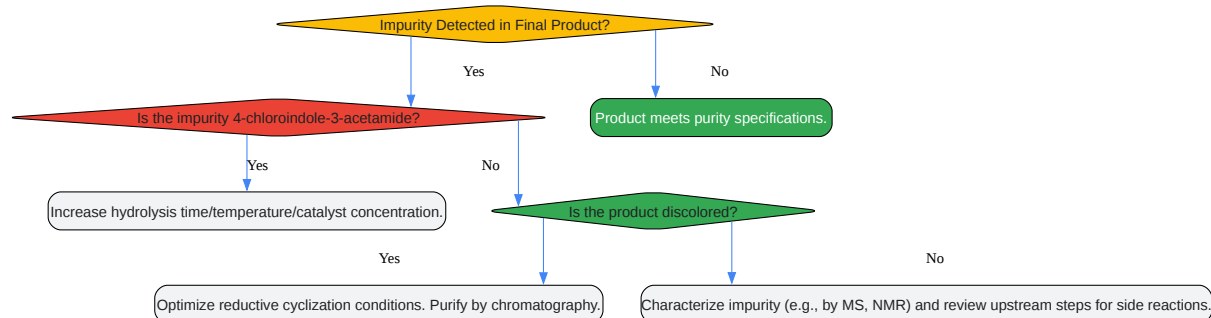 Impurity Detected in Final Product?
Yes
No
Is the impurity 4-chloroindole-3-acetamide?
Product meets purity specifications.
Yes
No
Increase hydrolysis time/temperature/catalyst concentration.
Is the product discolored?
Yes
No
Optimize reductive cyclization conditions. Purify by chromatography.
Characterize impurity (e.g., by MS, NMR) and review upstream steps for side reactions.